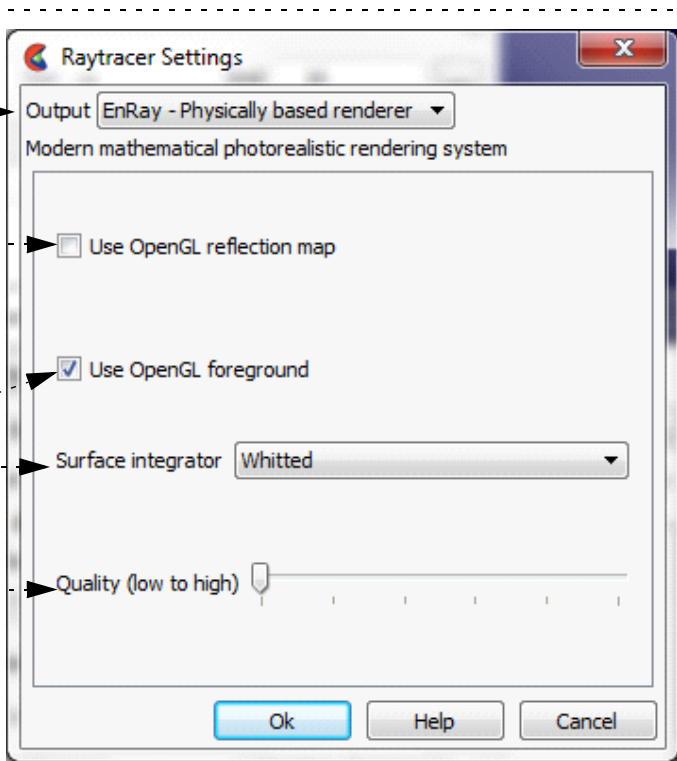 Raytracer Settings
Output EnRay - Physically based renderer
Modern mathematical photorealistic rendering system
Use OpenGL reflection map
Use OpenGL foreground
Surface integrator Whitted
Quality (low to high)
Ok Help Cancel